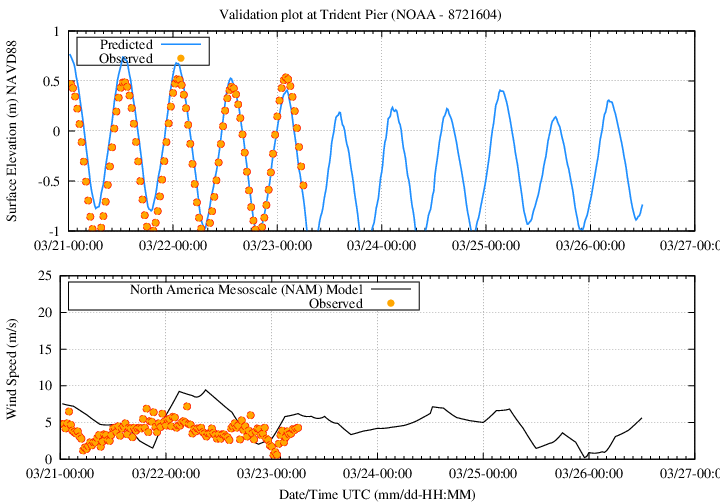 Validation plot at Trident Pier (NOAA - 8721604)
Surface Elevation (m) NAVD88
Predicted
Observed
1
0.5
0
-0.5
-1
03/21-00:00 03/22-00:00 03/23-00:00 03/24-00:00 03/25-00:00 03/26-00:00 03/27-00:00
Wind Speed (m/s)
North America Mesoscale (NAM) Model
Observed
25
20
15
10
5
0
03/21-00:00 03/22-00:00 03/23-00:00 03/24-00:00 03/25-00:00 03/26-00:00 03/27-00:00
Date/Time UTC (mm/dd-HH:MM)